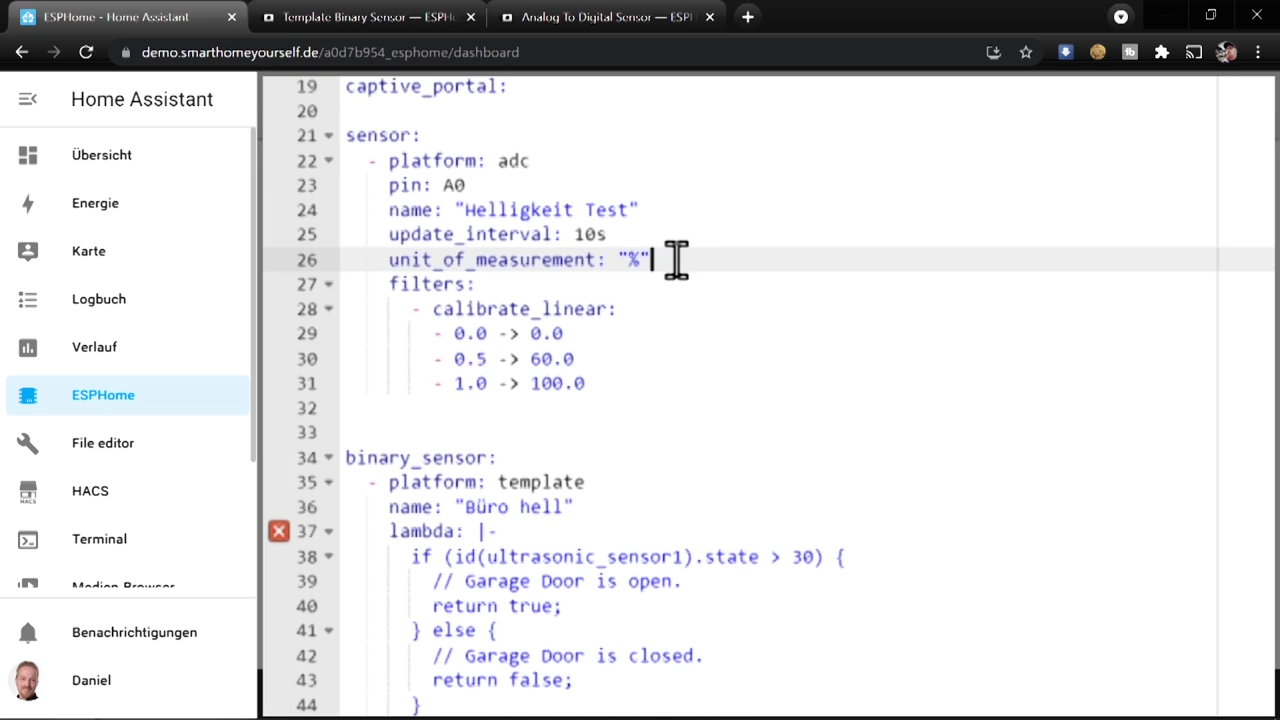 ESPHome - Home Assistant
Template Binary Sensor — ESPH
Analog To Digital Sensor — ESPH
demo.smarthomeyourself.de/a0d7b954_esphome/dashboard
Home Assistant
Übersicht
Energie
Karte
Logbuch
Verlauf
ESPHome
File editor
HACS
HACS
Terminal
Medien-Browser
Benachrichtigungen
Daniel
19 captive_portal:
20
21 sensor:
22 - platform: adc
23 pin: A0
24 name: "Helligkeit Test"
25 update_interval: 10s
26 unit_of_measurement: "%"
27 filters:
28 - calibrate_linear:
29 - 0.0 -> 0.0
30 - 0.5 -> 60.0
31 - 1.0 -> 100.0
32
33
34 binary_sensor:
35 - platform: template
36 name: "Büro hell"
37 lambda: |-
38 if (id(ultrasonic_sensor1).state > 30) {
39 // Garage Door is open.
40 return true;
41 } else {
42 // Garage Door is closed.
43 return false;
44 }